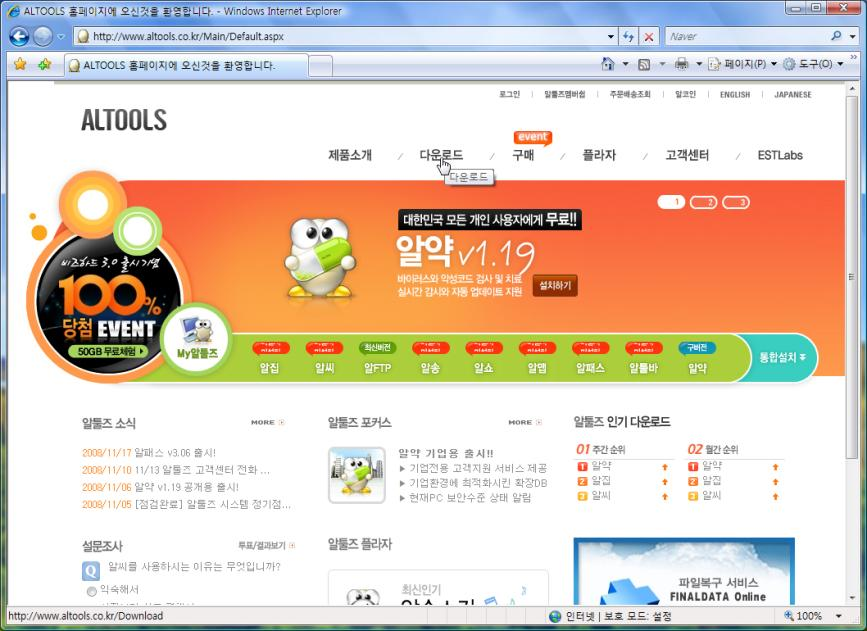 ALTOOLS 홈페이지에 오신것을 환영합니다. - Windows Internet Explorer
http://www.altools.co.kr/Main/Default.aspx
Naver
ALTOOLS 홈페이지에 오신것을 환영합니다.
페이지(P)
도구(O)
로그인 | 알툴즈멤버쉽 | 주문배송조회 | 알코인 | ENGLISH | JAPANESE
ALTOOLS
event
제품소개 / 다운로드 / 구매 / 플라자 / 고객센터 / ESTLabs
다운로드
1 2 3
대한민국 모든 개인 사용자에게 무료!!
알약 v1.19
바이러스와 악성코드 검사 및 치료
실시간 감시와 자동 업데이트 지원
설치하기
비즈하드 3.0 출시기념
100%
당첨 EVENT
50GB 무료체험
My알툴즈
최신버전
구버전
알집 알씨 알FTP 알송 알쇼 알맵 알패스 알툴바 알약
통합설치
알툴즈 소식 MORE
2008/11/17 알패스 v3.06 출시!
2008/11/10 11/13 알툴즈 고객센터 전화 ...
2008/11/06 알약 v1.19 공개용 출시!
2008/11/05 [점검완료] 알툴즈 시스템 정기점...
알툴즈 포커스 MORE
알약 기업용 출시!!
기업전용 고객지원 서비스 제공
기업환경에 최적화시킨 확장DB
현재PC 보안수준 상태 알림
알툴즈 인기 다운로드
01 주간 순위
1 알약
2 알집
3 알씨
02 월간 순위
1 알약
2 알집
3 알씨
설문조사 투표/결과보기
Q 알씨를 사용하시는 이유는 무엇입니까?
익숙해서
알툴즈 플라자
최신인기
파일복구 서비스
FINALDATA Online
http://www.altools.co.kr/Download
인터넷 | 보호 모드: 설정
100%